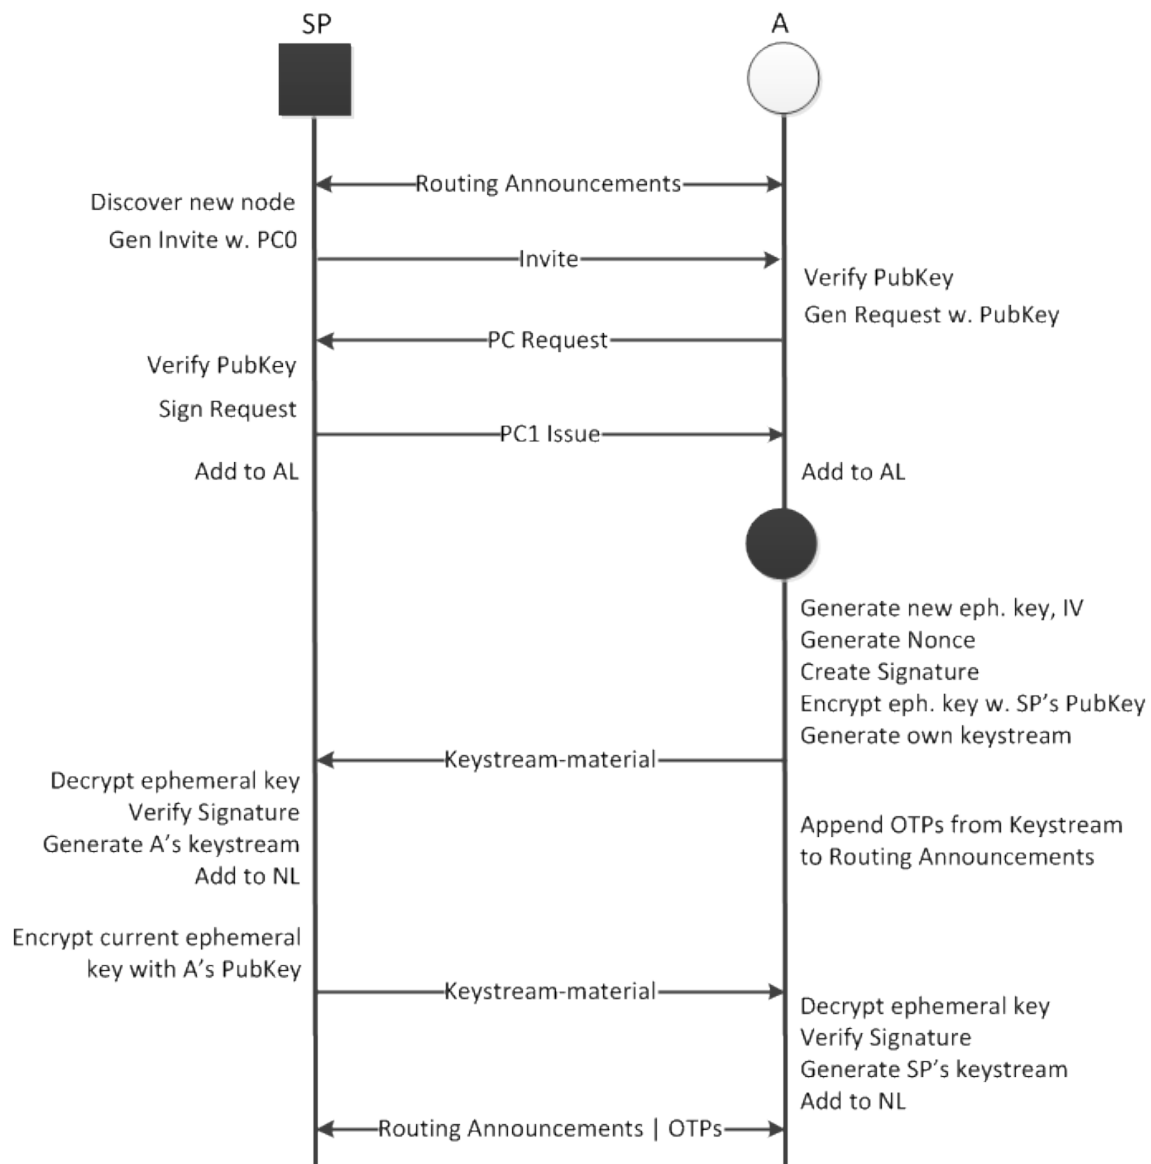 SP
A
Routing Announcements
Discover new node
Gen Invite w. PC0
Invite
Verify PubKey
Gen Request w. PubKey
PC Request
Verify PubKey
Sign Request
PC1 Issue
Add to AL
Add to AL
Generate new eph. key, IV
Generate Nonce
Create Signature
Encrypt eph. key w. SP's PubKey
Generate own keystream
Keystream-material
Decrypt ephemeral key
Verify Signature
Generate A's keystream
Add to NL
Append OTPs from Keystream
to Routing Announcements
Encrypt current ephemeral
key with A's PubKey
Keystream-material
Decrypt ephemeral key
Verify Signature
Generate SP's keystream
Add to NL
Routing Announcements | OTPs